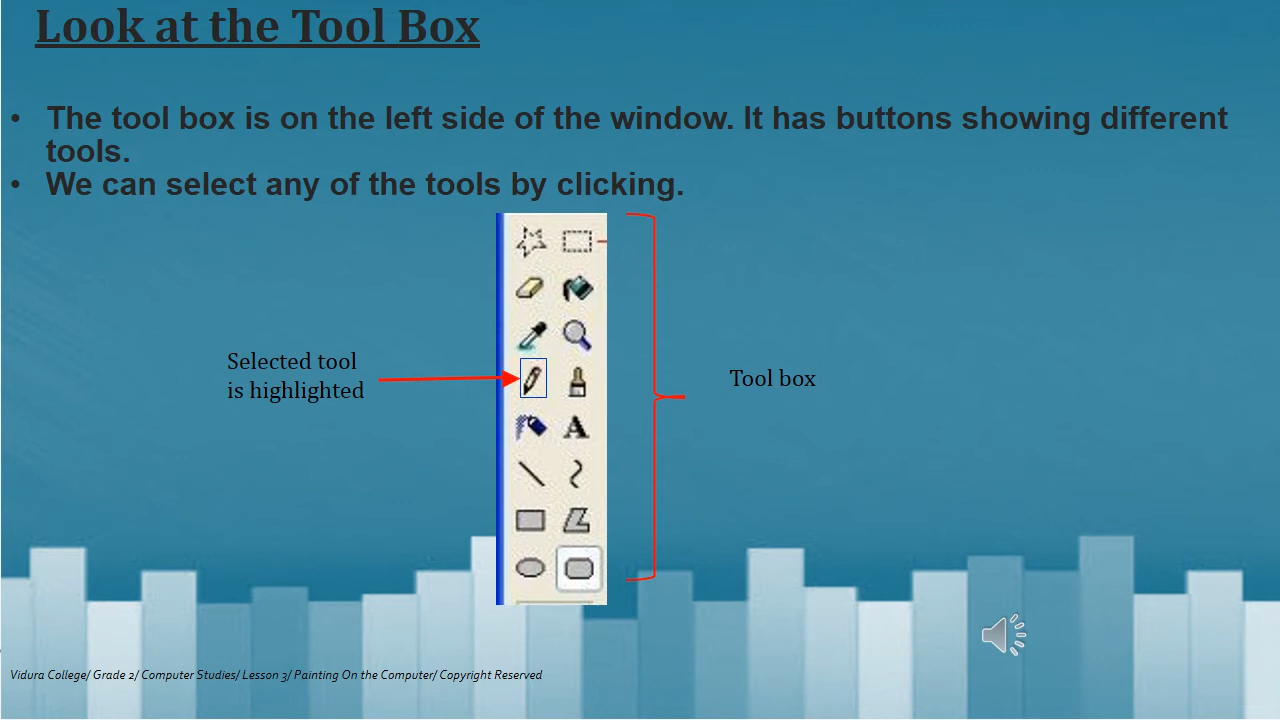 Look at the Tool Box
• The tool box is on the left side of the window. It has buttons showing different
tools.
• We can select any of the tools by clicking.
Selected tool
is highlighted
A
Tool box
Vidura College/ Grade 2/ Computer Studies/ Lesson 3/ Painting On the Computer/ Copyright Reserved